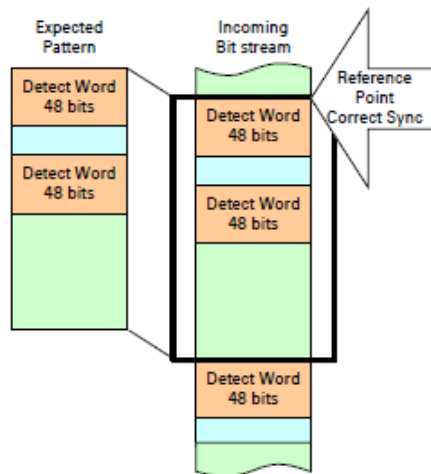 Expected
Pattern
Incoming
Bit stream
Reference
Point
Correct Sync
Detect Word
48 bits
Detect Word
48 bits
Detect Word
48 bits
Detect Word
48 bits
Detect Word
48 bits